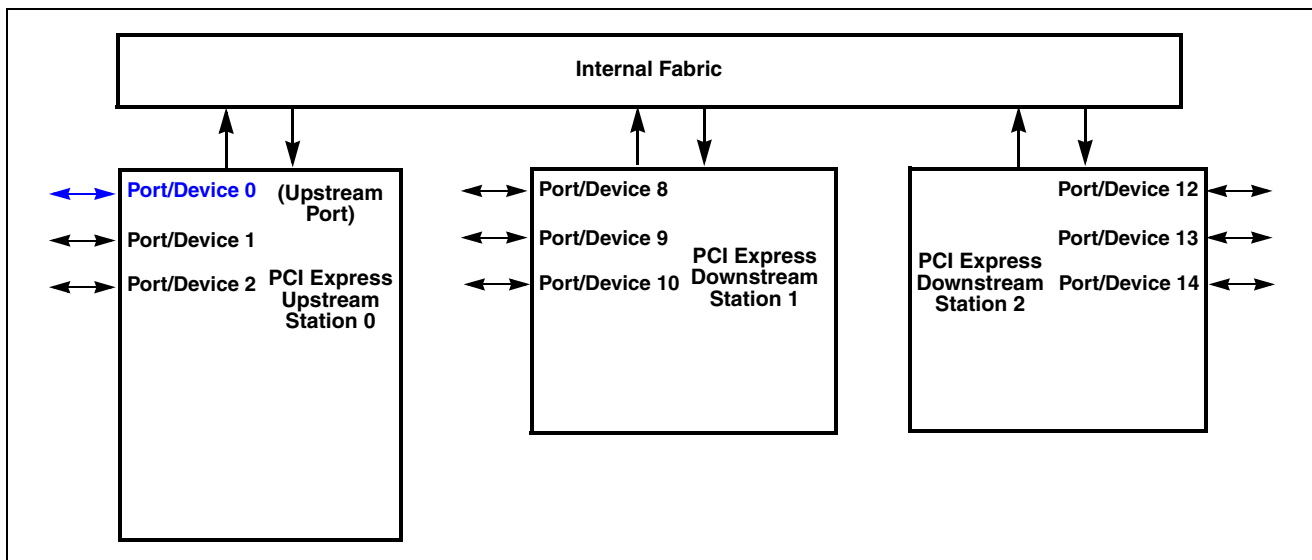 Internal Fabric
Port/Device 0
(Upstream
Port)
Port/Device 1
Port/Device 2
PCI Express
Upstream
Station 0
Port/Device 8
Port/Device 9
Port/Device 10
PCI Express
Downstream
Station 1
PCI Express
Downstream
Station 2
Port/Device 12
Port/Device 13
Port/Device 14